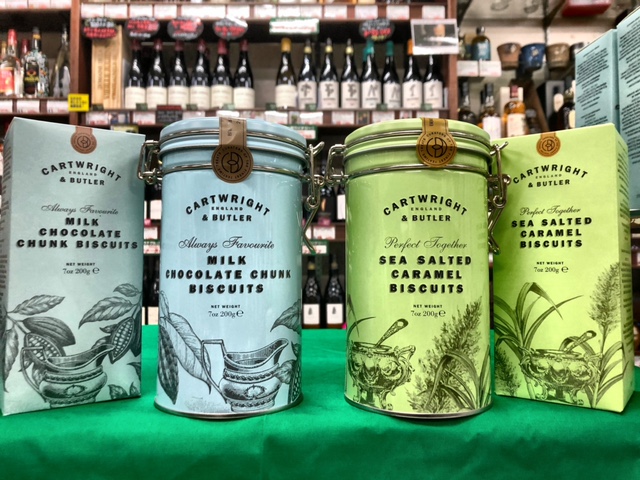 CARTWRIGHT
ENGLAND
& BUTLER
Always Favourite
MILK
CHOCOLATE
CHUNK BISCUITS
NET WEIGHT
7oz 200g ℮
CARTWRIGHT
ENGLAND
& BUTLER
Always Favourite
MILK
CHOCOLATE CHUNK
BISCUITS
NET WEIGHT
7oz 200g ℮
CARTWRIGHT
ENGLAND
& BUTLER
Perfect Together
SEA SALTED
CARAMEL
BISCUITS
NET WEIGHT
7oz 200g ℮
CARTWRIGHT
ENGLAND
& BUTLER
Perfect Together
SEA SALTED
CARAMEL
BISCUITS
NET WEIGHT
7oz 200g ℮